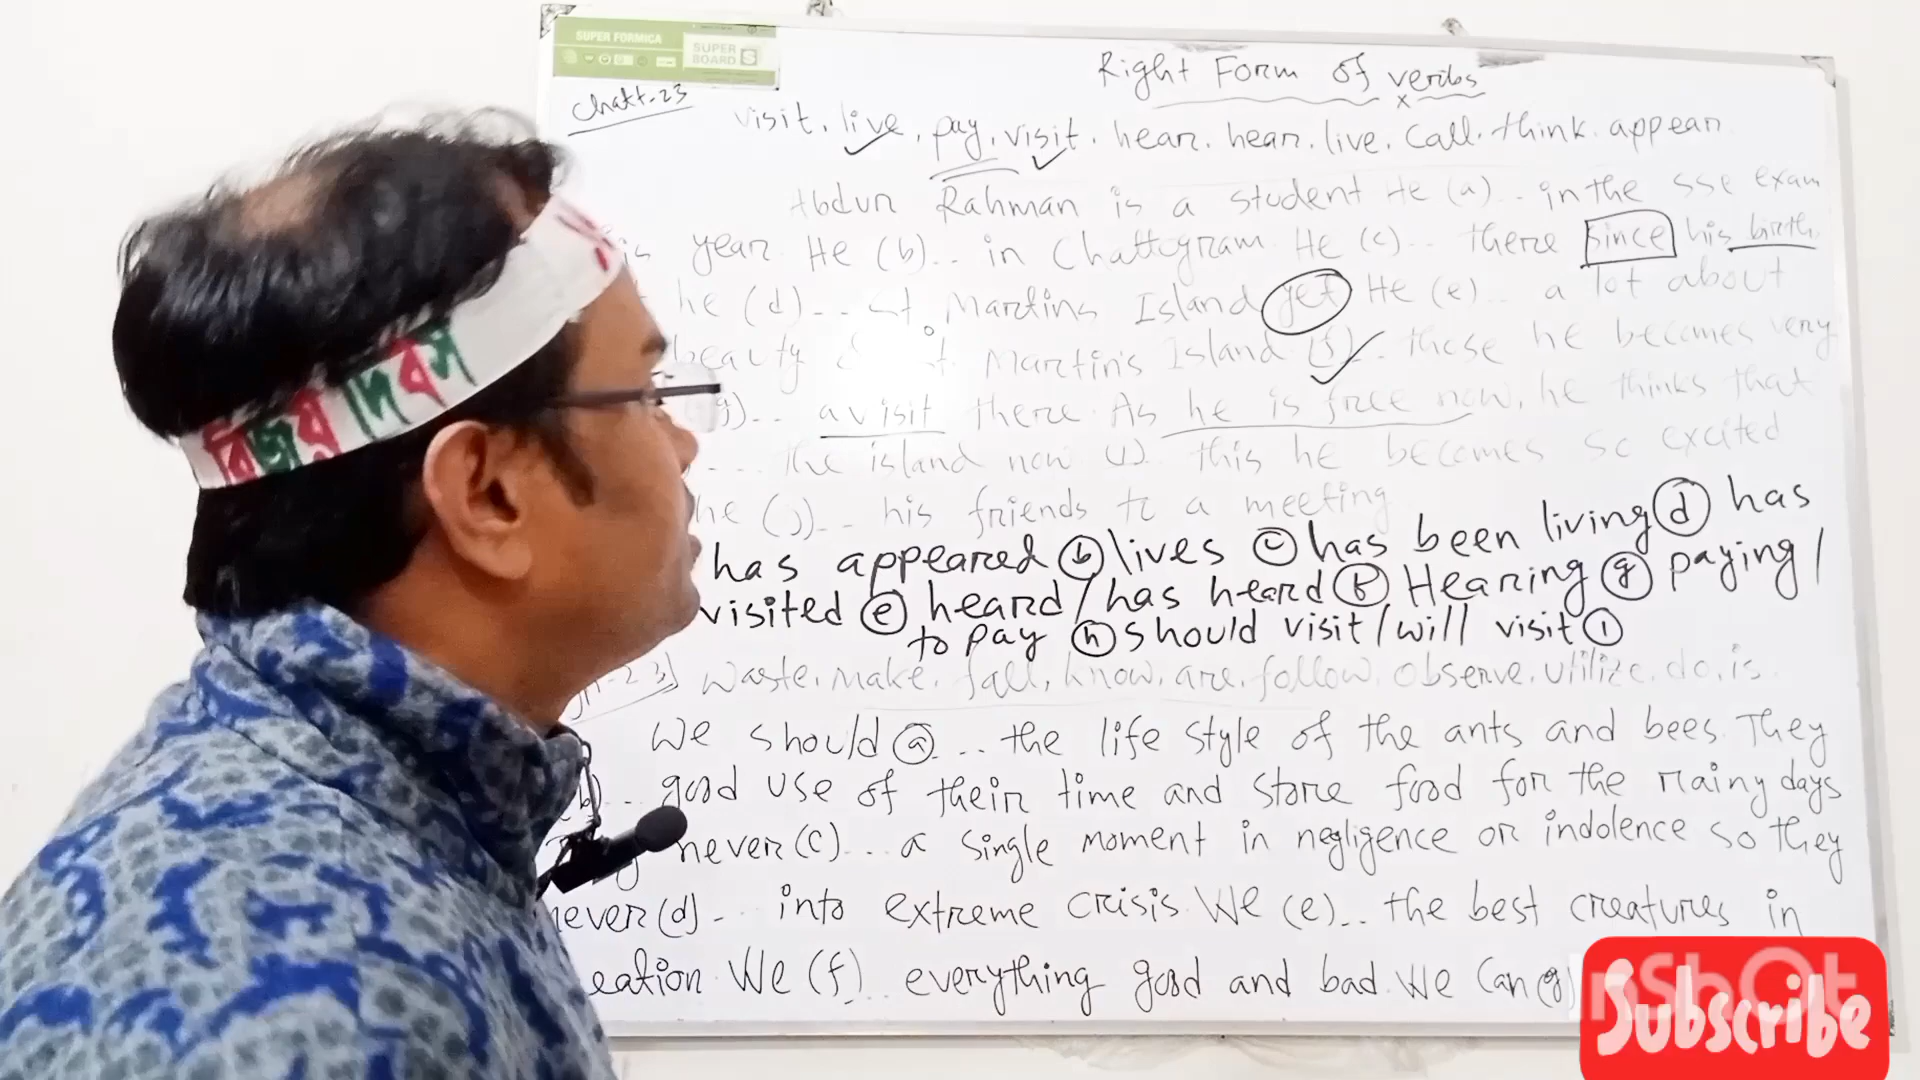 SUPER FORMICA
SUPER
BOARD S
Right Form of verbs
Chatt.23
visit, live, pay, visit, hear, hear, live, call, think, appear
Abdur Rahman is a student He (a).. in the SSC exam
year. He (b).. in Chattogram. He (c).. there since his birth.
he (d)... St Martins Island yet He (e).. a lot about
beauty Martin's Island (f).. these he becomes very
g).. a visit there. As he is free now, he thinks that
... the island now (i). this he becomes so excited
he (j).. his friends to a meeting
has appeared (b) lives (c) has been living (d) has
visited (e) heard/has heard (f) Hearing (g) paying/
to pay (h) should visit/will visit (i)
23] waste, make, fall, know, are, follow, observe, utilize, do, is
We should (a)... the life style of the ants and bees. They
b).. good use of their time and store food for the rainy days
never (c)... a single moment in negligence or indolence so they
never (d)... into extreme crisis. We (e).. the best creatures in
eation We (f).. everything good and bad. We can (g)
বিজয় দিবস
InShOt
Subscribe